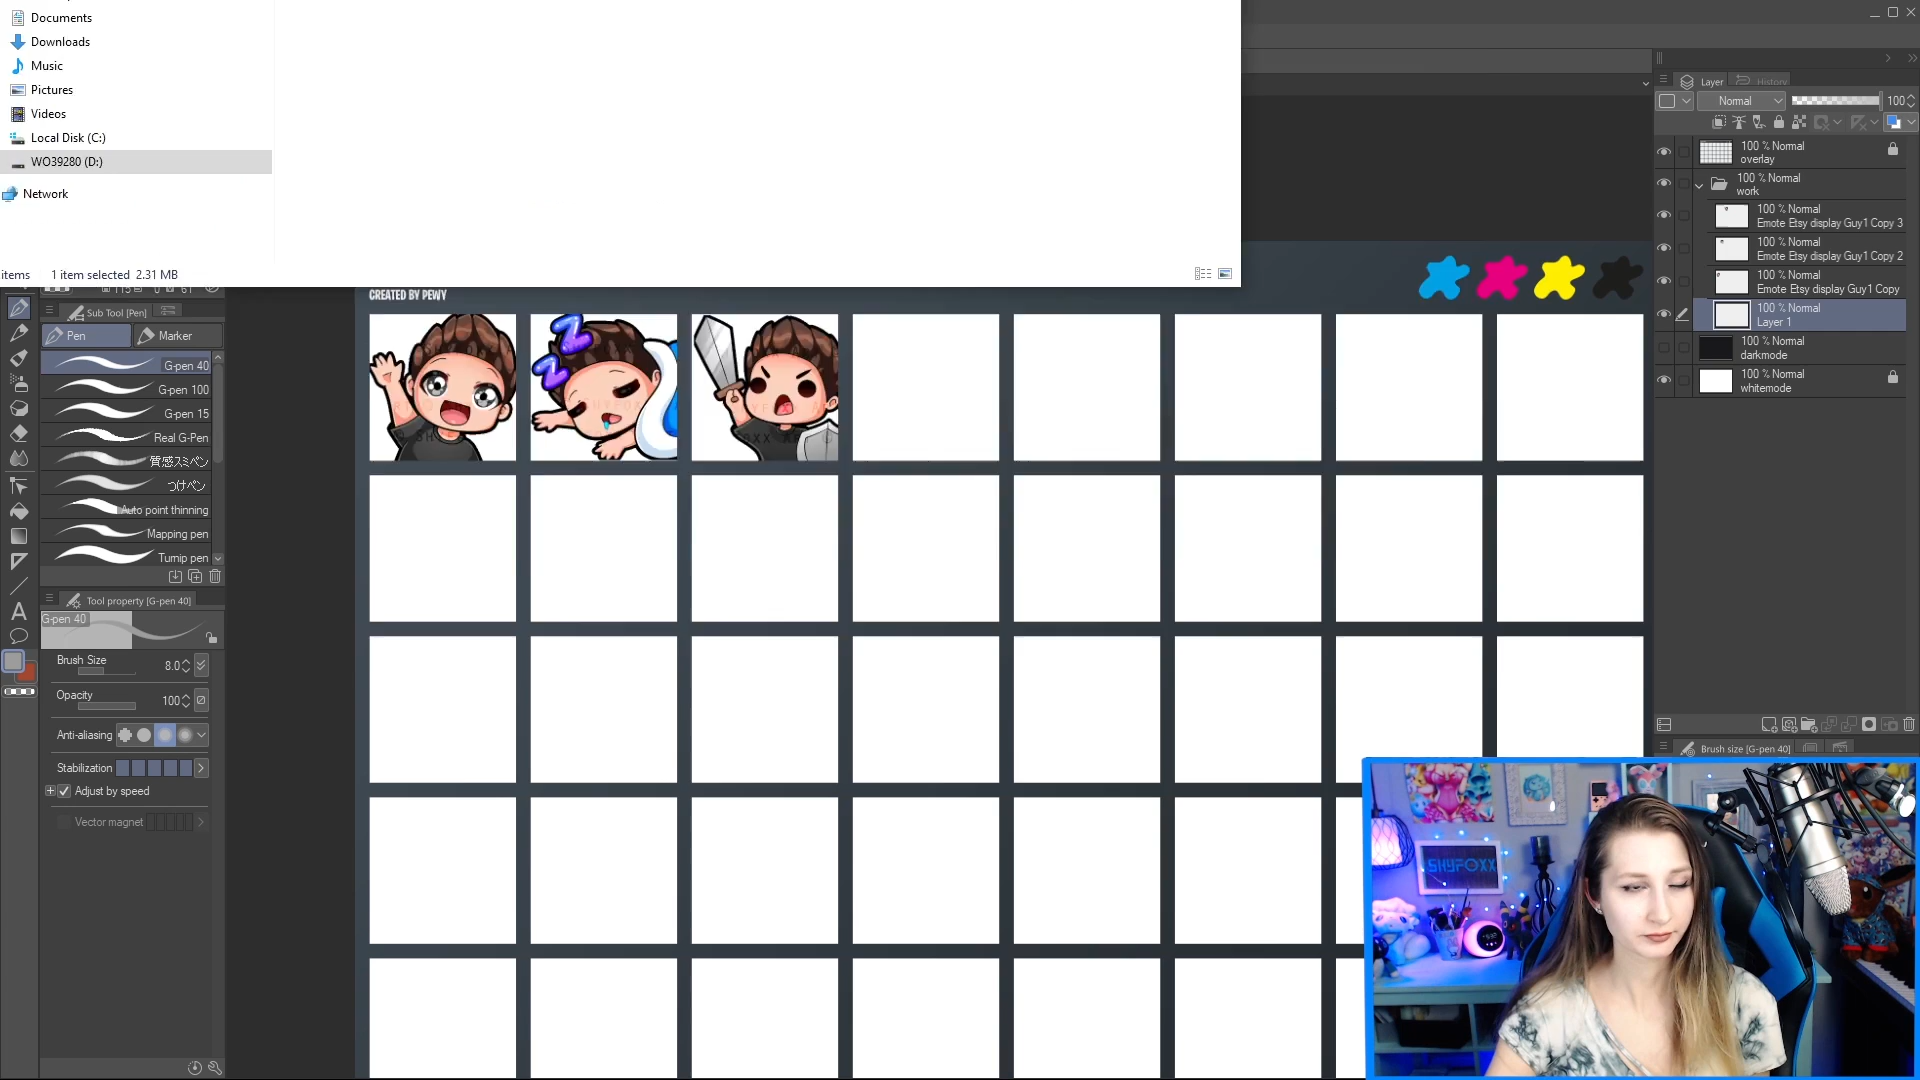 Documents
Downloads
Music
Pictures
Videos
Local Disk (C:)
WO39280 (D:)
Network
items 1 item selected 2.31 MB
Sub Tool [Pen]
Pen Marker
G-pen 40
G-pen 100
G-pen 15
Real G-Pen
質感スミペン
つけペン
Auto point thinning
Mapping pen
Turnip pen
Tool property [G-pen 40]
G-pen 40
Brush Size 8.0
Opacity 100
Anti-aliasing
Stabilization
Adjust by speed
Vector magnet
CREATED BY PEWY
Layer History
Normal 100
100 % Normal
overlay
100 % Normal
work
100 % Normal
Emote Etsy display Guy1 Copy 3
100 % Normal
Emote Etsy display Guy1 Copy 2
100 % Normal
Emote Etsy display Guy1 Copy
100 % Normal
Layer 1
100 % Normal
darkmode
100 % Normal
whitemode
Brush size [G-pen 40]
SHYFOXX